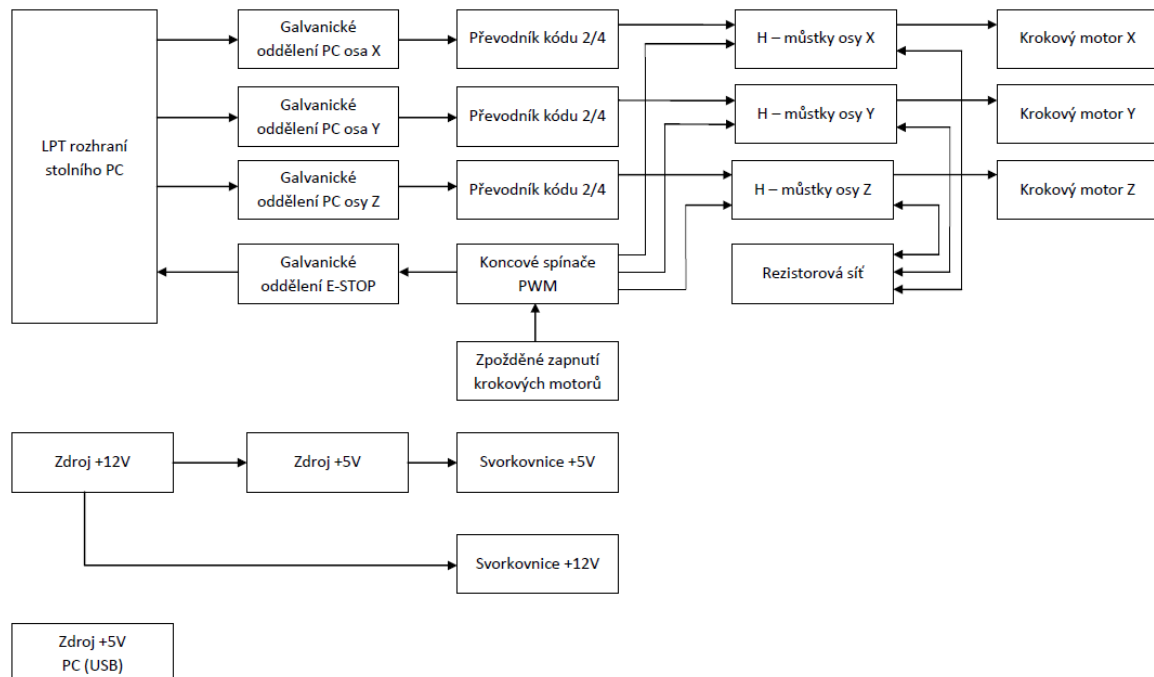 Galvanické
oddělení PC osa X
Převodník kódu 2/4
H – můstky osy X
Krokový motor X
Galvanické
oddělení PC osa Y
Převodník kódu 2/4
H – můstky osy Y
Krokový motor Y
LPT rozhraní
stolního PC
Galvanické
oddělení PC osy Z
Převodník kódu 2/4
H – můstky osy Z
Krokový motor Z
Galvanické
oddělení E-STOP
Koncové spínače
PWM
Rezistorová síť
Zpožděné zapnutí
krokových motorů
Zdroj +12V
Zdroj +5V
Svorkovnice +5V
Svorkovnice +12V
Zdroj +5V
PC (USB)